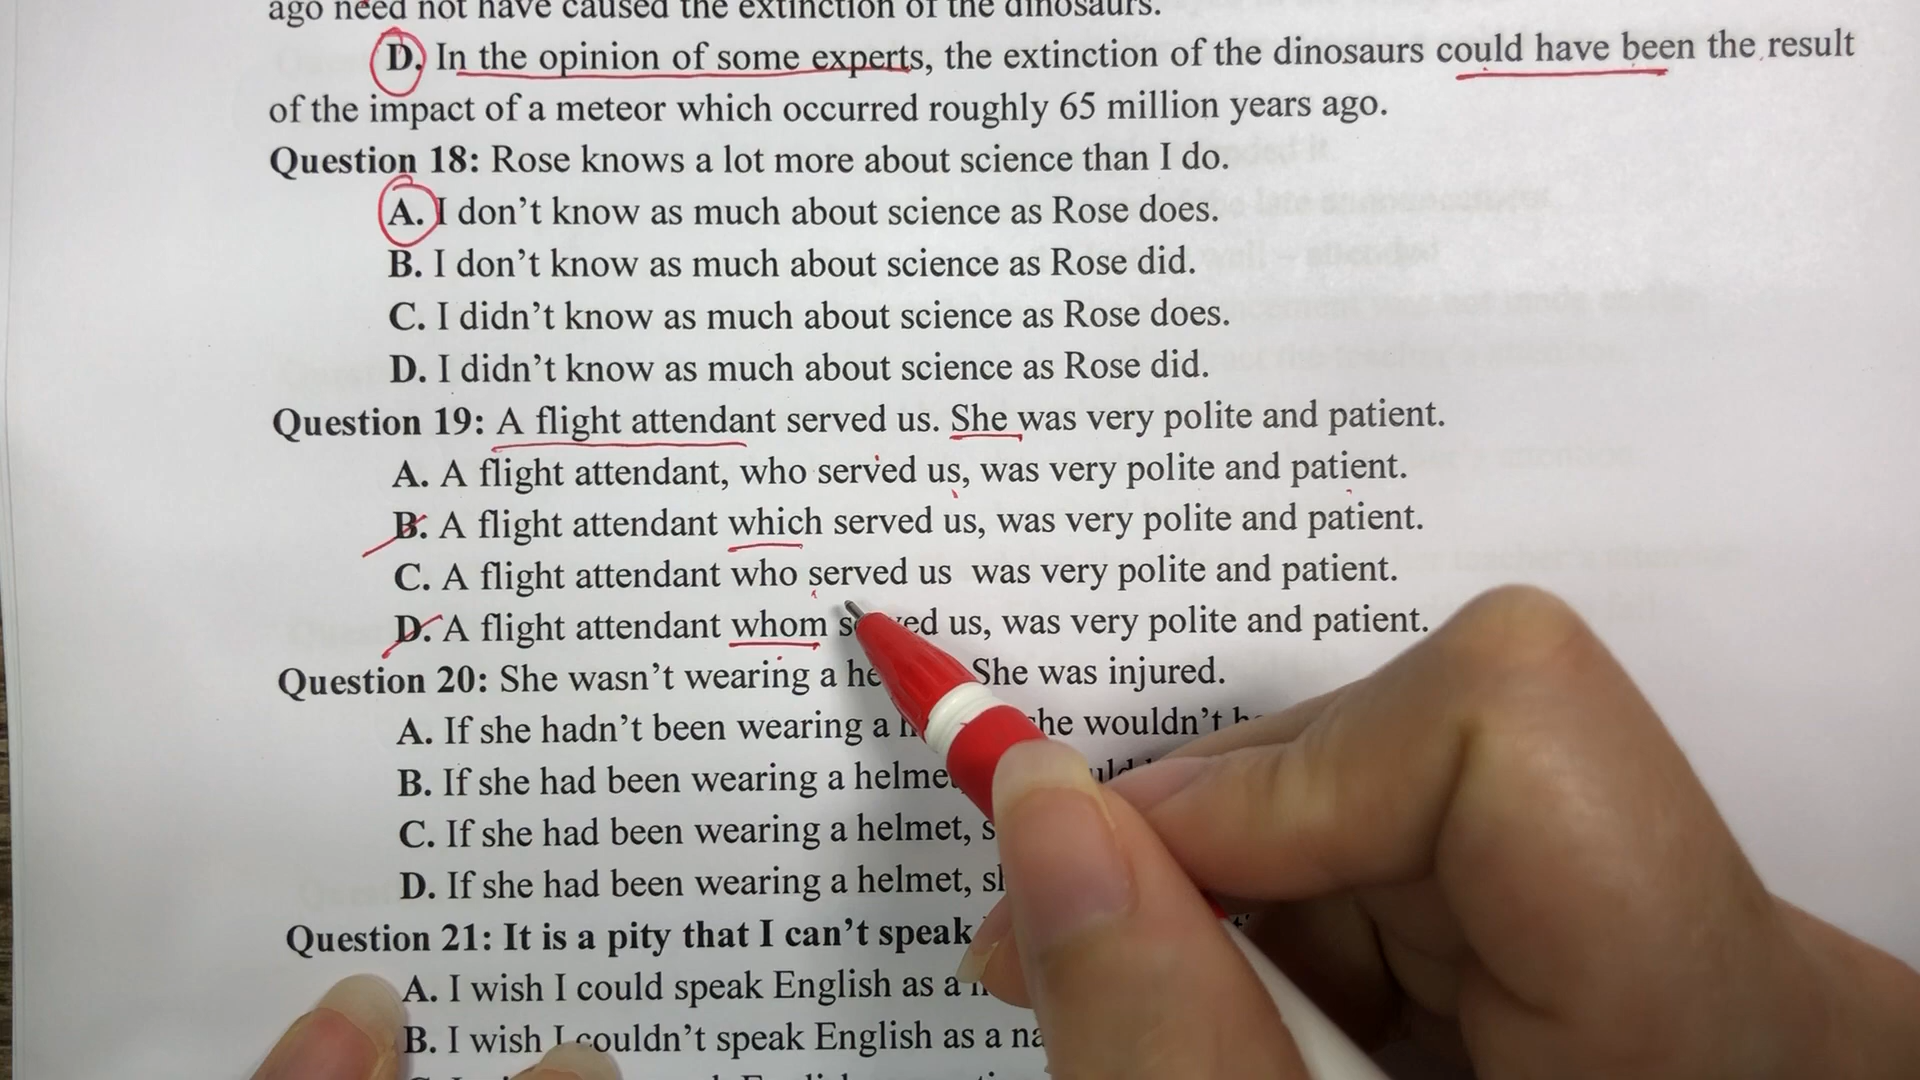 ago need not have caused the extinction of the dinosaurs.
D. In the opinion of some experts, the extinction of the dinosaurs could have been the result
of the impact of a meteor which occurred roughly 65 million years ago.
Question 18: Rose knows a lot more about science than I do.
A. I don't know as much about science as Rose does.
B. I don't know as much about science as Rose did.
C. I didn't know as much about science as Rose does.
D. I didn't know as much about science as Rose did.
Question 19: A flight attendant served us. She was very polite and patient.
A. A flight attendant, who served us, was very polite and patient.
B. A flight attendant which served us, was very polite and patient.
C. A flight attendant who served us was very polite and patient.
D. A flight attendant whom served us, was very polite and patient.
Question 20: She wasn't wearing a She was injured.
A. If she hadn't been wearing a wouldn't
B. If she had been wearing a
C. If she had been wearing a helmet,
D. If she had been wearing a helmet,
Question 21: It is a pity that I can't speak
A. I wish I could speak English as a
B. I wish I couldn't speak English as a